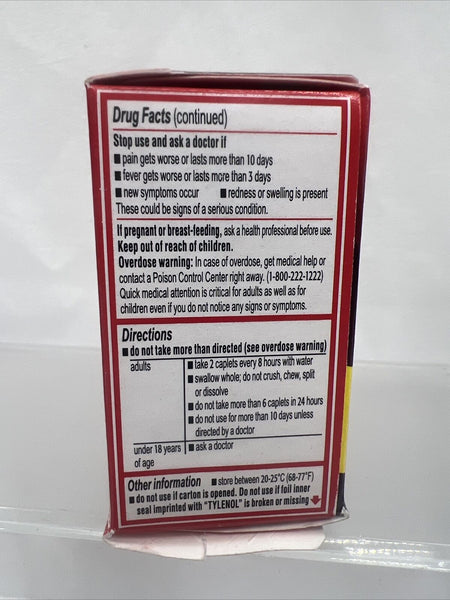 Drug Facts (continued)
Stop use and ask a doctor if
■ pain gets worse or lasts more than 10 days
■ fever gets worse or lasts more than 3 days
■ new symptoms occur ■ redness or swelling is present
These could be signs of a serious condition.
If pregnant or breast-feeding, ask a health professional before use.
Keep out of reach of children.
Overdose warning: In case of overdose, get medical help or
contact a Poison Control Center right away. (1-800-222-1222)
Quick medical attention is critical for adults as well as for
children even if you do not notice any signs or symptoms.
Directions
■ do not take more than directed (see overdose warning)
adults ■ take 2 caplets every 8 hours with water
■ swallow whole; do not crush, chew, split
or dissolve
■ do not take more than 6 caplets in 24 hours
■ do not use for more than 10 days unless
directed by a doctor
under 18 years ■ ask a doctor
of age
Other information ■ store between 20-25°C (68-77°F)
■ do not use if carton is opened. Do not use if foil inner
seal imprinted with "TYLENOL" is broken or missing